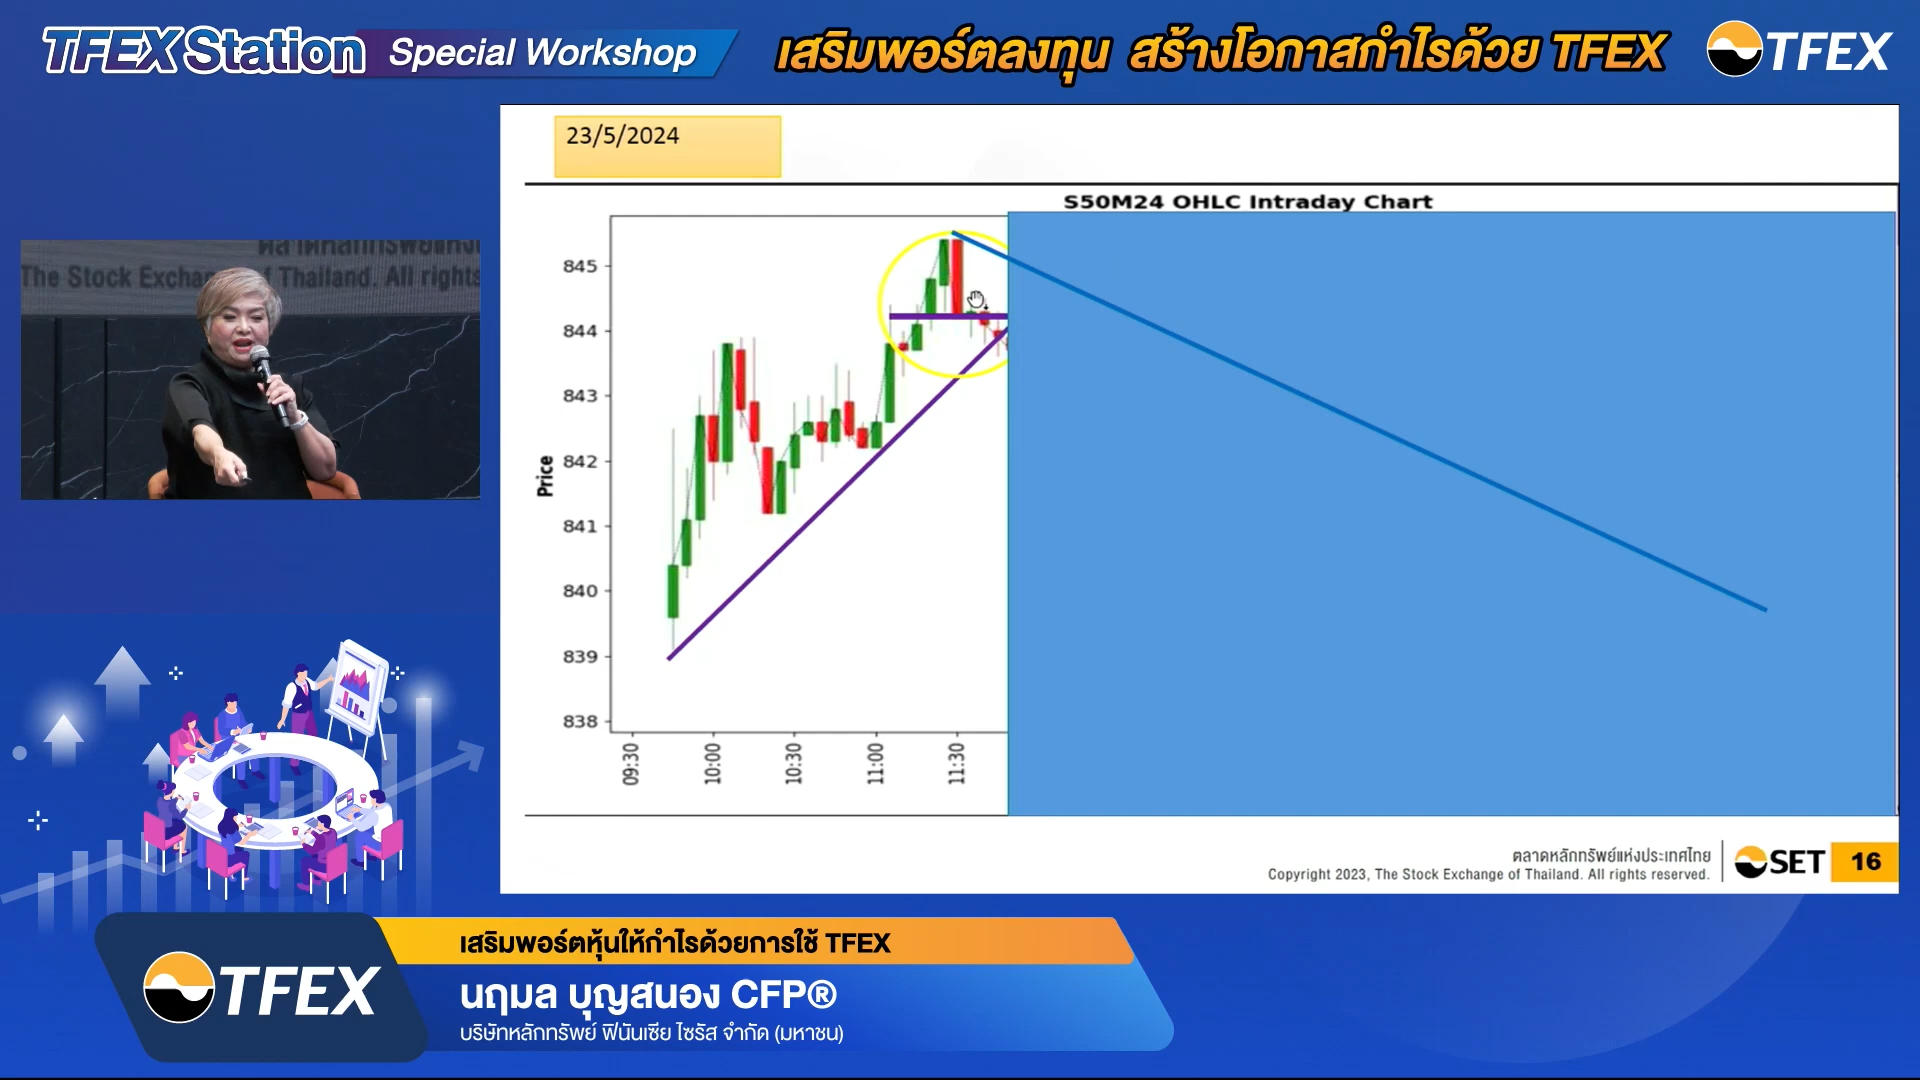 TFEX Station Special Workshop
เสริมพอร์ตลงทุน สร้างโอกาสกำไรด้วย TFEX
TFEX
23/5/2024
S50M24 OHLC Intraday Chart
Price
845
844
843
842
841
840
839
838
09:30
10:00
10:30
11:00
11:30
The Stock Exchange of Thailand. All rights
ตลาดหลักทรัพย์แห่งประเทศไทย
Copyright 2023, The Stock Exchange of Thailand. All rights reserved.
SET
16
TFEX
เสริมพอร์ตหุ้นให้กำไรด้วยการใช้ TFEX
นฤมล บุญสนอง CFP®
บริษัทหลักทรัพย์ ฟินันเซีย ไซรัส จำกัด (มหาชน)